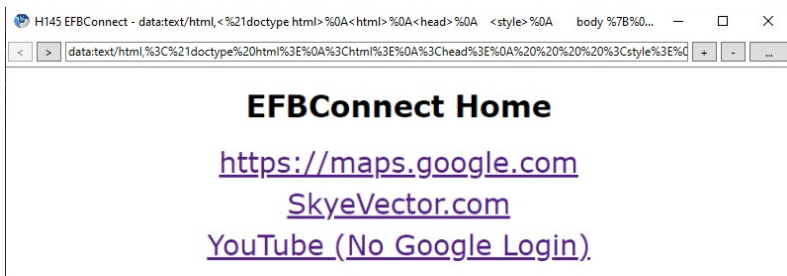 H145 EFBConnect - data:text/html,<%21doctype html>%0A<html>%0A<head>%0A <style>%0A body %7B%0...
< > data:text/html,%3C%21doctype%20html%3E%0A%3Chtml%3E%0A%3Chead%3E%0A%20%20%20%20%3Cstyle%3E%0 + - ...
EFBConnect Home
https://maps.google.com
SkyeVector.com
YouTube (No Google Login)